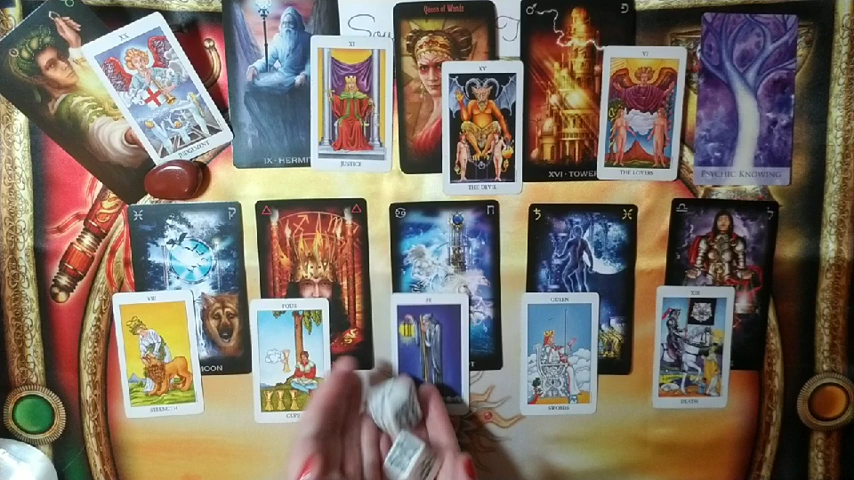 Queen of Wands
Sou
XX
JUDGEMENT
IX · HERMIT
XI
JUSTICE
XV
THE DEVIL
XVI · TOWER
VI
THE LOVERS
PSYCHIC KNOWING
MOON
VIII
STRENGTH
FOUR
CUPS
IX
QUEEN
SWORDS
XIII
DEATH